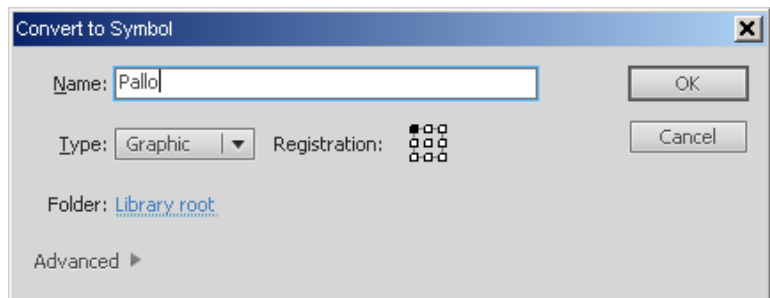 Convert to Symbol
Name: Pallo OK
Type: Graphic Registration: Cancel
Folder: Library root
Advanced